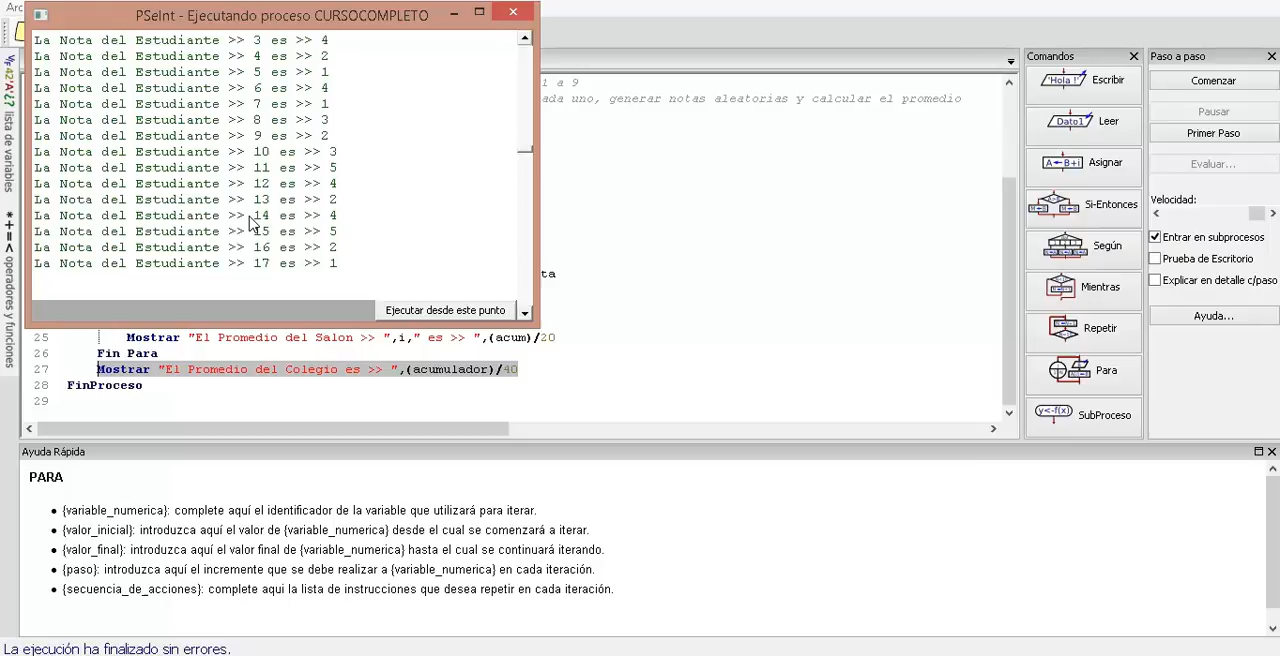 Arc
PSeInt - Ejecutando proceso CURSOCOMPLETO
La Nota del Estudiante >> 3 es >> 4
La Nota del Estudiante >> 4 es >> 2
La Nota del Estudiante >> 5 es >> 1
La Nota del Estudiante >> 6 es >> 4
La Nota del Estudiante >> 7 es >> 1
La Nota del Estudiante >> 8 es >> 3
La Nota del Estudiante >> 9 es >> 2
La Nota del Estudiante >> 10 es >> 3
La Nota del Estudiante >> 11 es >> 5
La Nota del Estudiante >> 12 es >> 4
La Nota del Estudiante >> 13 es >> 2
La Nota del Estudiante >> 14 es >> 4
La Nota del Estudiante >> 15 es >> 5
La Nota del Estudiante >> 16 es >> 2
La Nota del Estudiante >> 17 es >> 1
Ejecutar desde este punto
lista de variables
*+=< operadores y funciones
1 a 9
ada uno, generar notas aleatorias y calcular el promedio
ta
25 Mostrar "El Promedio del Salon >> ",i," es >> ",(acum)/20
26 Fin Para
27 Mostrar "El Promedio del Colegio es >> ",(acumulador)/40
28 FinProceso
29
Comandos
'Hola !' Escribir
Dato1 Leer
A←B+i Asignar
Si-Entonces
Según
Mientras
Repetir
Para
y<-f(x) SubProceso
Paso a paso
Comenzar
Pausar
Primer Paso
Evaluar...
Velocidad:
Entrar en subprocesos
Prueba de Escritorio
Explicar en detalle c/paso
Ayuda...
Ayuda Rápida
PARA
• {variable_numerica}: complete aquí el identificador de la variable que utilizará para iterar.
• {valor_inicial}: introduzca aquí el valor de {variable_numerica} desde el cual se comenzará a iterar.
• {valor_final}: introduzca aquí el valor final de {variable_numerica} hasta el cual se continuará iterando.
• {paso}: introduzca aquí el incremente que se debe realizar a {variable_numerica} en cada iteración.
• {secuencia_de_acciones}: complete aqui la lista de instrucciones que desea repetir en cada iteración.
La ejecución ha finalizado sin errores.